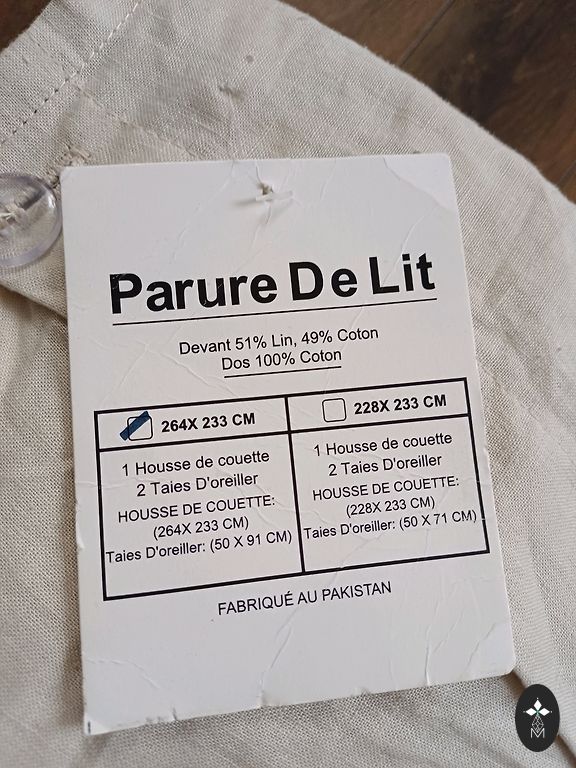 Parure De Lit
Devant 51% Lin, 49% Coton
Dos 100% Coton
264X 233 CM
1 Housse de couette
2 Taies D'oreiller
HOUSSE DE COUETTE:
(264X 233 CM)
Taies D'oreiller: (50 X 91 CM)
228X 233 CM
1 Housse de couette
2 Taies D'oreiller
HOUSSE DE COUETTE:
(228X 233 CM)
Taies D'oreiller: (50 X 71 CM)
FABRIQUÉ AU PAKISTAN
M